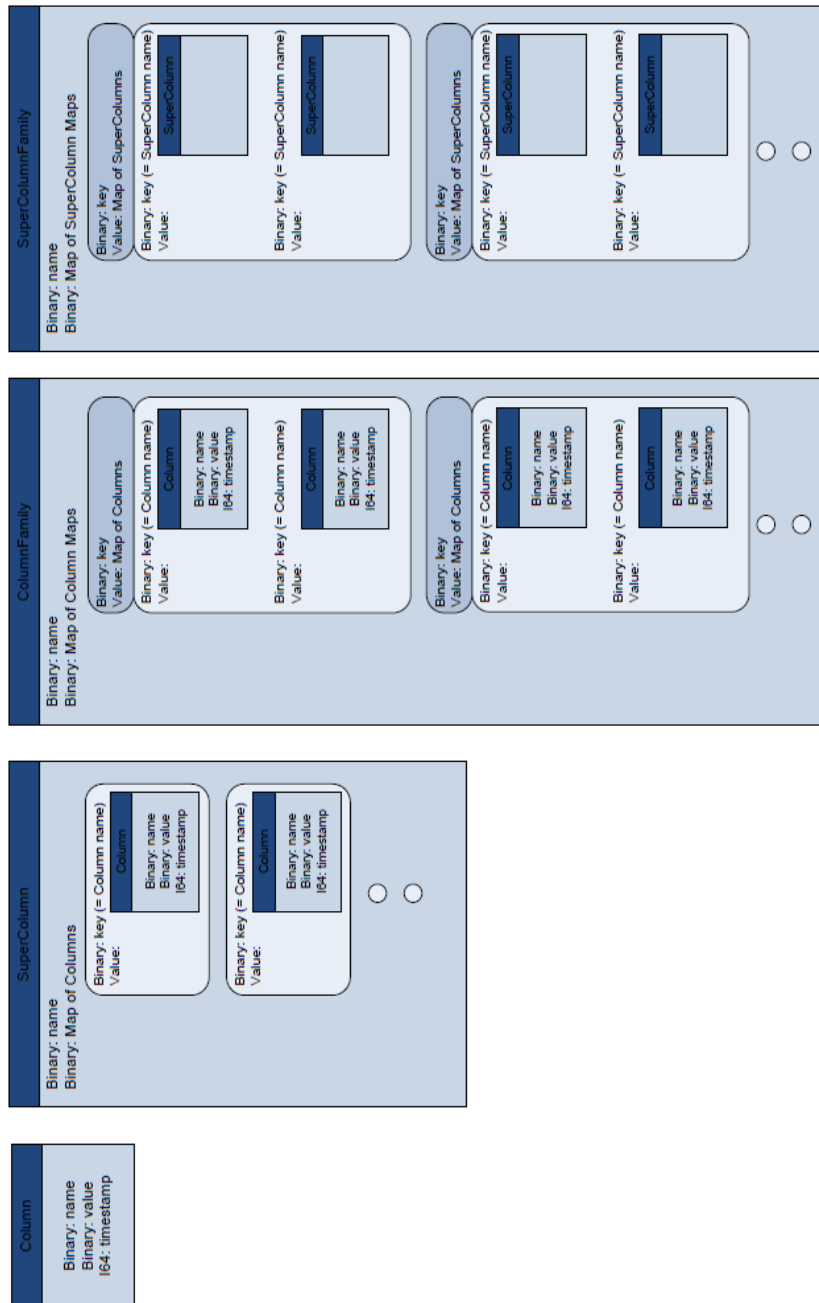 Column
Binary: name
Binary: value
I64: timestamp
SuperColumn
Binary: name
Binary: Map of Columns
Binary: key (= Column name)
Value:
Column
Binary: name
Binary: value
I64: timestamp
Binary: key (= Column name)
Value:
Column
Binary: name
Binary: value
I64: timestamp
ColumnFamily
Binary: name
Binary: Map of Column Maps
Binary: key
Value: Map of Columns
Binary: key (= Column name)
Value:
Column
Binary: name
Binary: value
I64: timestamp
Binary: key (= Column name)
Value:
Column
Binary: name
Binary: value
I64: timestamp
Binary: key
Value: Map of Columns
Binary: key (= Column name)
Value:
Column
Binary: name
Binary: value
I64: timestamp
Binary: key (= Column name)
Value:
Column
Binary: name
Binary: value
I64: timestamp
SuperColumnFamily
Binary: name
Binary: Map of SuperColumn Maps
Binary: key
Value: Map of SuperColumns
Binary: key (= SuperColumn name)
Value:
SuperColumn
Binary: key (= SuperColumn name)
Value:
SuperColumn
Binary: key
Value: Map of SuperColumns
Binary: key (= SuperColumn name)
Value:
SuperColumn
Binary: key (= SuperColumn name)
Value:
SuperColumn